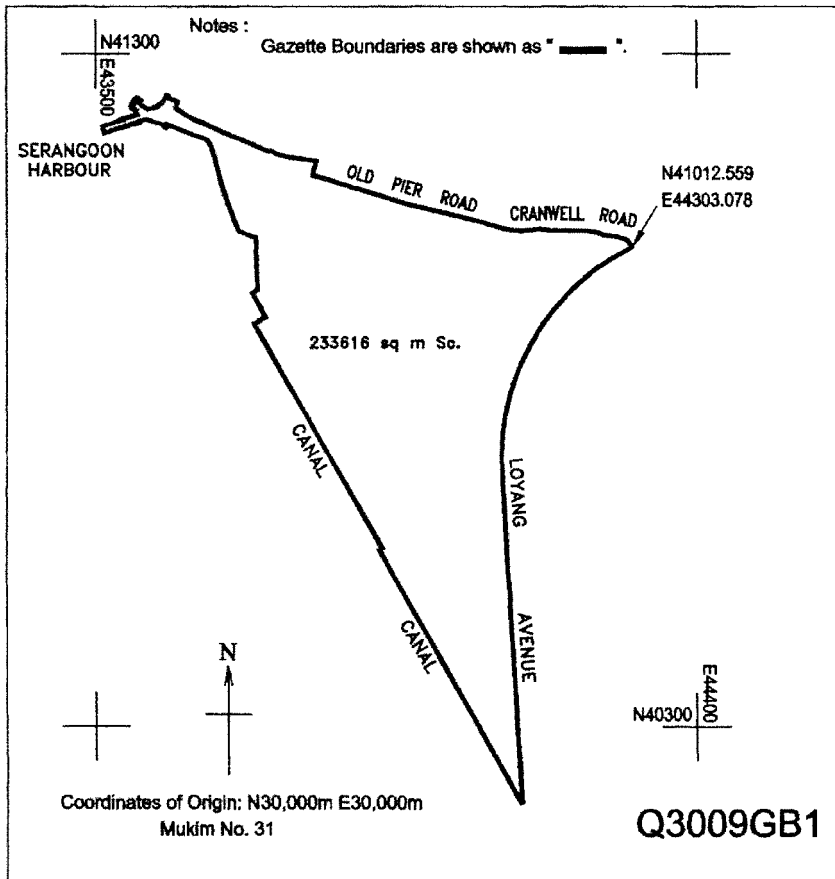 Notes :
Gazette Boundaries are shown as " ▬ ".
N41300
E43500
SERANGOON
HARBOUR
OLD PIER ROAD
CRANWELL ROAD
N41012.559
E44303.078
233616 sq m Sc.
CANAL
LOYANG
AVENUE
CANAL
N
N40300
E44400
Coordinates of Origin: N30,000m E30,000m
Mukim No. 31
Q3009GB1